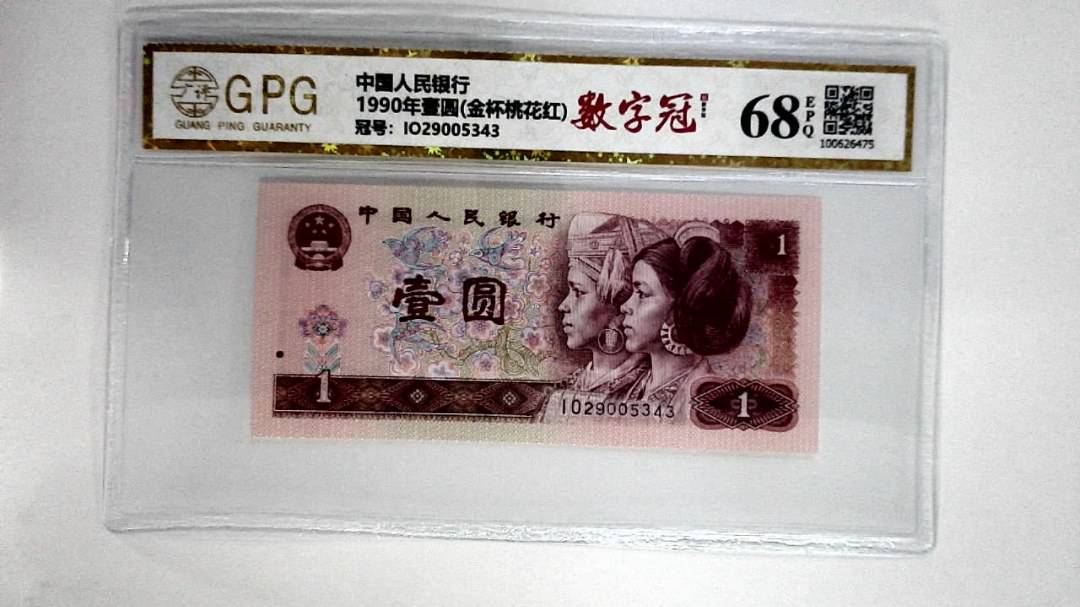 GPG
GUANG PING GUARANTY
中国人民银行
1990年壹圆(金杯桃花红)
冠号：IO29005343
数字冠
68
EPQ
100626475
中国人民银行
1
壹圆
1
IO29005343
1